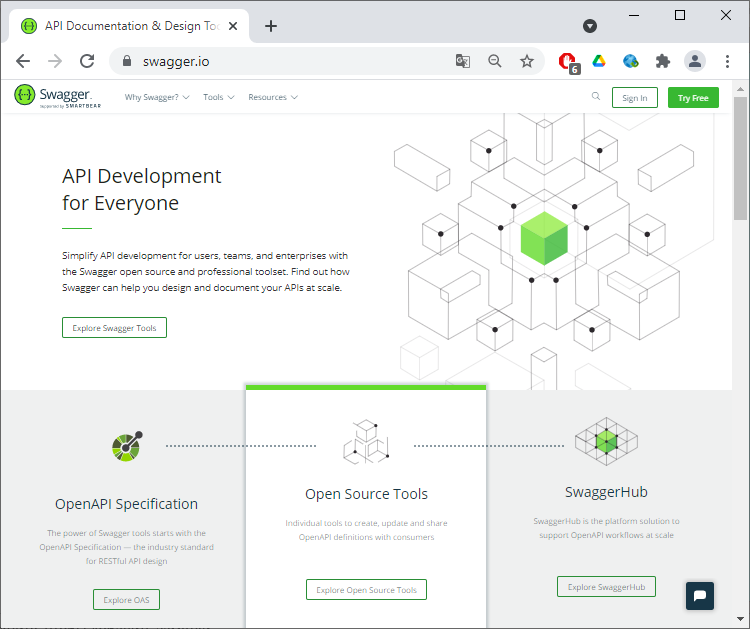 API Documentation & Design Too
swagger.io
6
Swagger.
Supported by SMARTBEAR
Why Swagger?
Tools
Resources
Sign In
Try Free
API Development
for Everyone
Simplify API development for users, teams, and enterprises with
the Swagger open source and professional toolset. Find out how
Swagger can help you design and document your APIs at scale.
Explore Swagger Tools
OpenAPI Specification
The power of Swagger tools starts with the
OpenAPI Specification — the industry standard
for RESTful API design
Explore OAS
Open Source Tools
Individual tools to create, update and share
OpenAPI definitions with consumers
Explore Open Source Tools
SwaggerHub
SwaggerHub is the platform solution to
support OpenAPI workflows at scale
Explore SwaggerHub